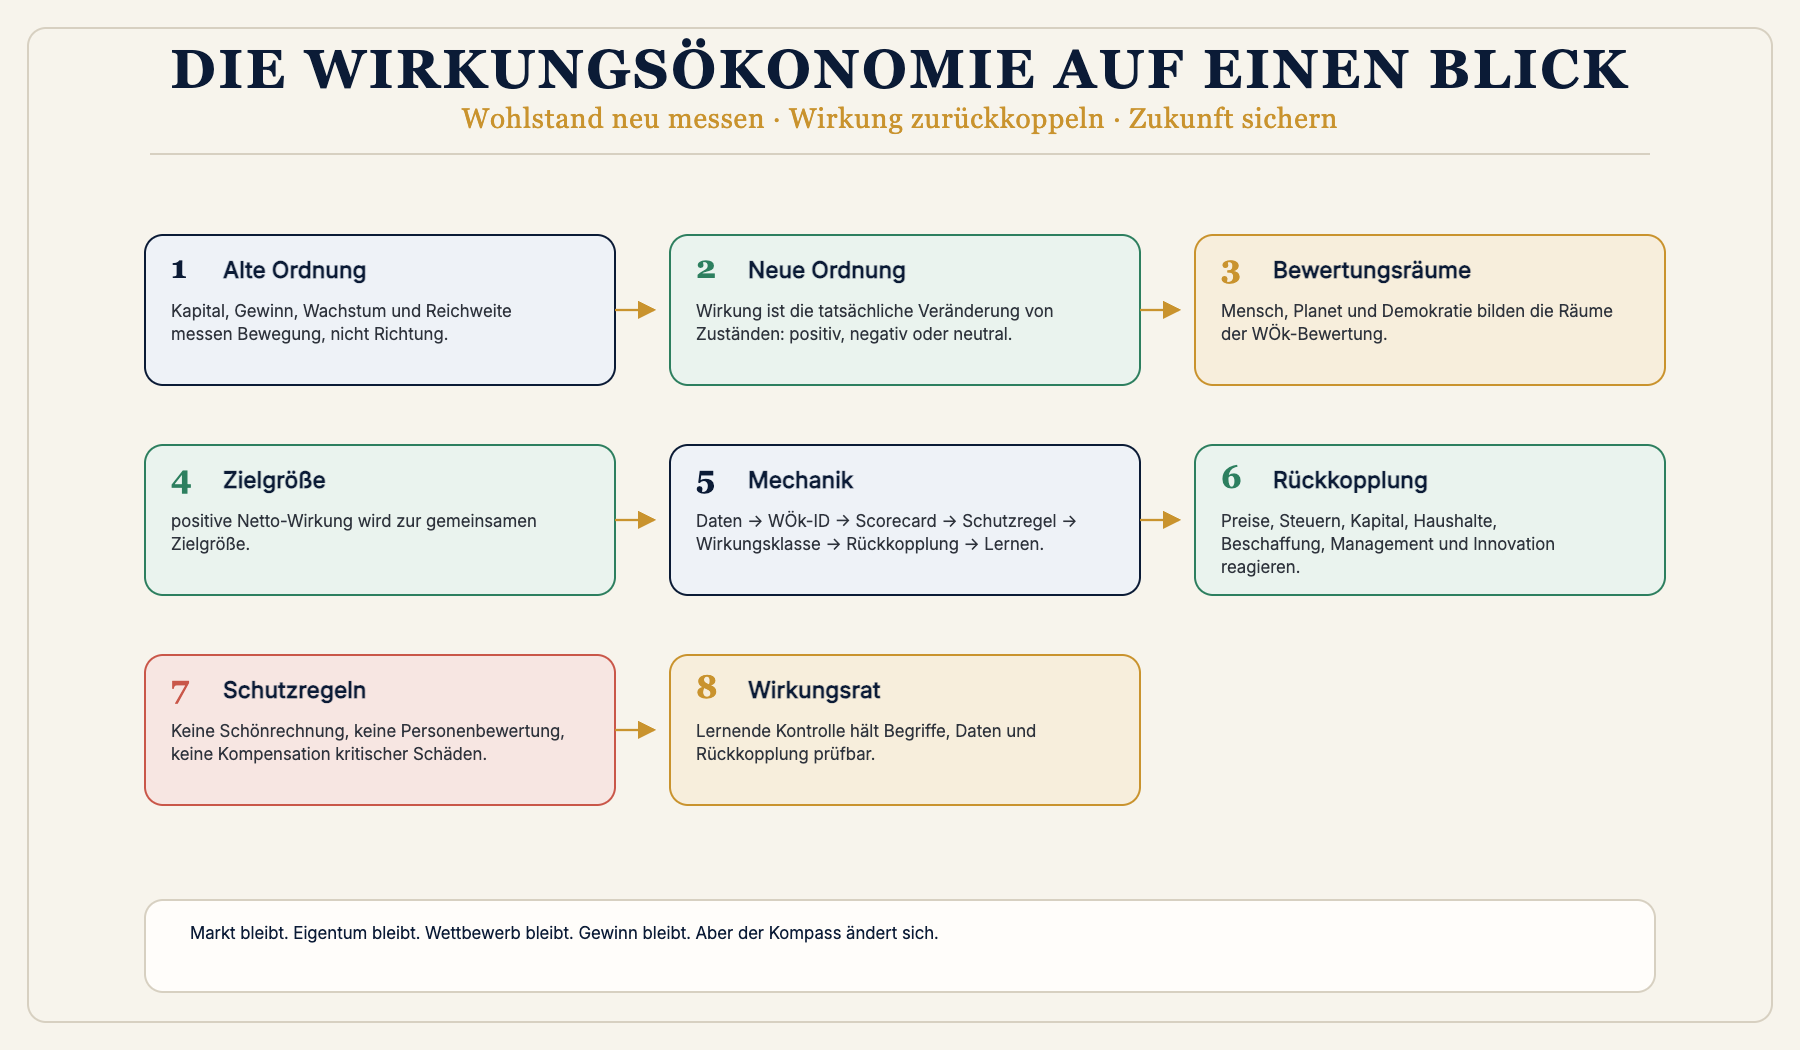 DIE WIRKUNGSÖKONOMIE AUF EINEN BLICK
Wohlstand neu messen · Wirkung zurückkoppeln · Zukunft sichern
1 Alte Ordnung
Kapital, Gewinn, Wachstum und Reichweite
messen Bewegung, nicht Richtung.
2 Neue Ordnung
Wirkung ist die tatsächliche Veränderung von
Zuständen: positiv, negativ oder neutral.
3 Bewertungsräume
Mensch, Planet und Demokratie bilden die Räume
der WÖk-Bewertung.
4 Zielgröße
positive Netto-Wirkung wird zur gemeinsamen
Zielgröße.
5 Mechanik
Daten → WÖk-ID → Scorecard → Schutzregel →
Wirkungsklasse → Rückkopplung → Lernen.
6 Rückkopplung
Preise, Steuern, Kapital, Haushalte,
Beschaffung, Management und Innovation
reagieren.
7 Schutzregeln
Keine Schönrechnung, keine Personenbewertung,
keine Kompensation kritischer Schäden.
8 Wirkungsrat
Lernende Kontrolle hält Begriffe, Daten und
Rückkopplung prüfbar.
Markt bleibt. Eigentum bleibt. Wettbewerb bleibt. Gewinn bleibt. Aber der Kompass ändert sich.